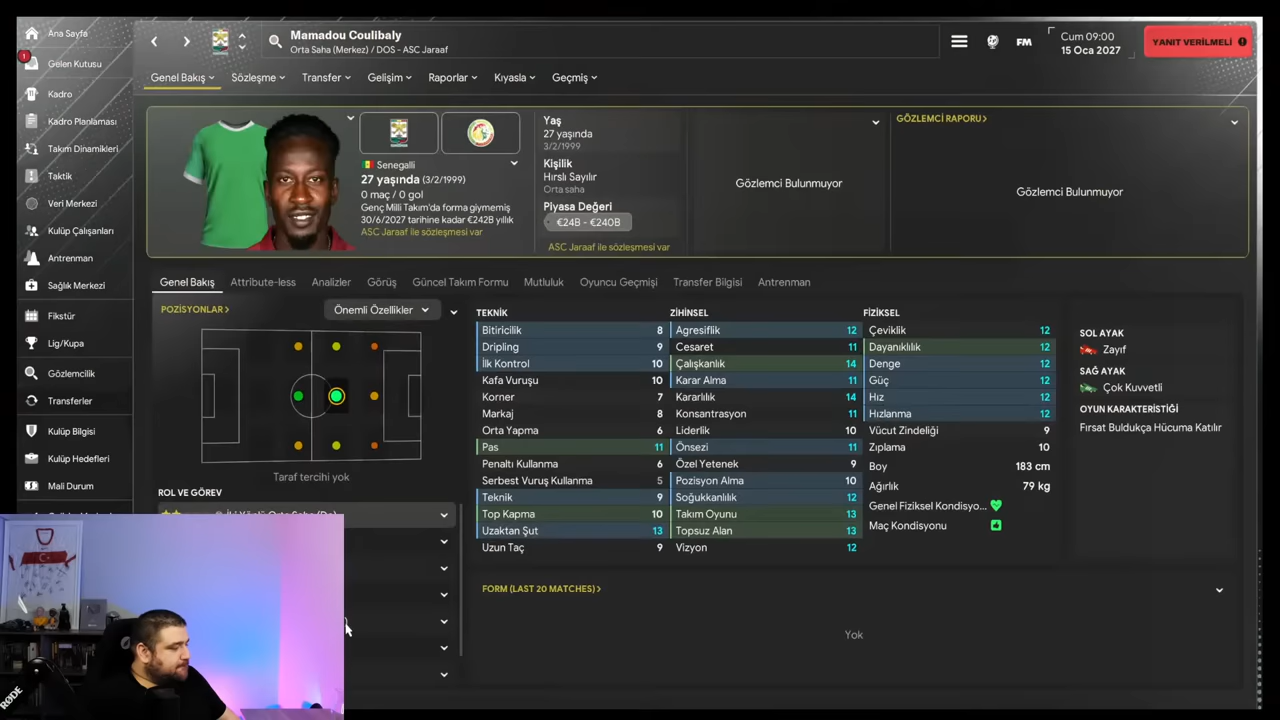 Ana Sayfa
1
Gelen Kutusu
Kadro
Kadro Planlaması
Takım Dinamikleri
Taktik
Veri Merkezi
Kulüp Çalışanları
Antrenman
Sağlık Merkezi
Fikstür
Lig/Kupa
Gözlemcilik
Transferler
Kulüp Bilgisi
Kulüp Hedefleri
Mali Durum
Mamadou Coulibaly
Orta Saha (Merkez) / DOS - ASC Jaraaf
FM
Cum 09:00
15 Oca 2027
YANIT VERİLMELİ
Genel Bakış
Sözleşme
Transfer
Gelişim
Raporlar
Kıyasla
Geçmiş
Senegalli
27 yaşında (3/2/1999)
0 maç / 0 gol
Genç Milli Takım'da forma giymemiş
30/6/2027 tarihine kadar €242B yıllık
ASC Jaraaf ile sözleşmesi var
Yaş
27 yaşında
3/2/1999
Kişilik
Hırslı Sayılır
Orta saha
Piyasa Değeri
€24B - €240B
ASC Jaraaf ile sözleşmesi var
Gözlemci Bulunmuyor
GÖZLEMCİ RAPORU
Gözlemci Bulunmuyor
Genel Bakış
Attribute-less
Analizler
Görüş
Güncel Takım Formu
Mutluluk
Oyuncu Geçmişi
Transfer Bilgisi
Antrenman
POZİSYONLAR
Önemli Özellikler
Taraf tercihi yok
ROL VE GÖREV
TEKNİK
Bitiricilik 8
Dripling 9
İlk Kontrol 10
Kafa Vuruşu 10
Korner 7
Markaj 8
Orta Yapma 6
Pas 11
Penaltı Kullanma 6
Serbest Vuruş Kullanma 5
Teknik 9
Top Kapma 10
Uzaktan Şut 13
Uzun Taç 9
ZİHİNSEL
Agresiflik 12
Cesaret 11
Çalışkanlık 14
Karar Alma 11
Kararlılık 14
Konsantrasyon 11
Liderlik 10
Önsezi 11
Özel Yetenek 9
Pozisyon Alma 10
Soğukkanlılık 12
Takım Oyunu 13
Topsuz Alan 13
Vizyon 12
FİZİKSEL
Çeviklik 12
Dayanıklılık 12
Denge 12
Güç 12
Hız 12
Hızlanma 12
Vücut Zindeliği 9
Zıplama 10
Boy 183 cm
Ağırlık 79 kg
Genel Fiziksel Kondisyo...
Maç Kondisyonu
SOL AYAK
Zayıf
SAĞ AYAK
Çok Kuvvetli
OYUN KARAKTERİSTİĞİ
Fırsat Buldukça Hücuma Katılır
FORM (LAST 20 MATCHES)
Yok
RØDE